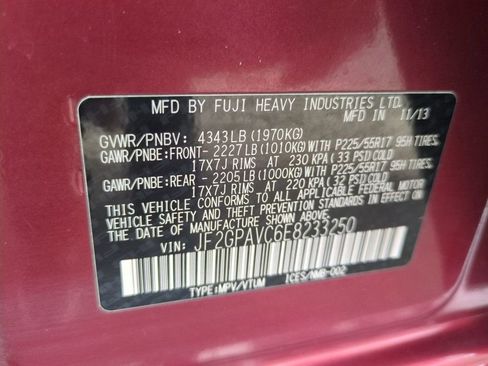 MFD BY FUJI HEAVY INDUSTRIES LTD.
MFD IN 11/13
GVWR/PNBV: 4343LB(1970KG)
GAWR/PNBE:FRONT- 2227LB(1010KG)WITH P225/55R17 95H TIRES,
17X7J RIMS AT 230 KPA(33 PSI)COLD
GAWR/PNBE:REAR - 2205LB(1000KG)WITH P225/55R17 95H TIRES,
17X7J RIMS AT 220 KPA(32 PSI)COLD
THIS VEHICLE CONFORMS TO ALL APPLICABLE FEDERAL MOTOR
VEHICLE SAFETY AND THEFT PREVENTION STANDARDS IN EFFECT
ON THE DATE OF MANUFACTURE SHOWN ABOVE.
VIN: JF2GPAVC6E8233250
TYPE:MPV/VTUM ICES/NMB-002